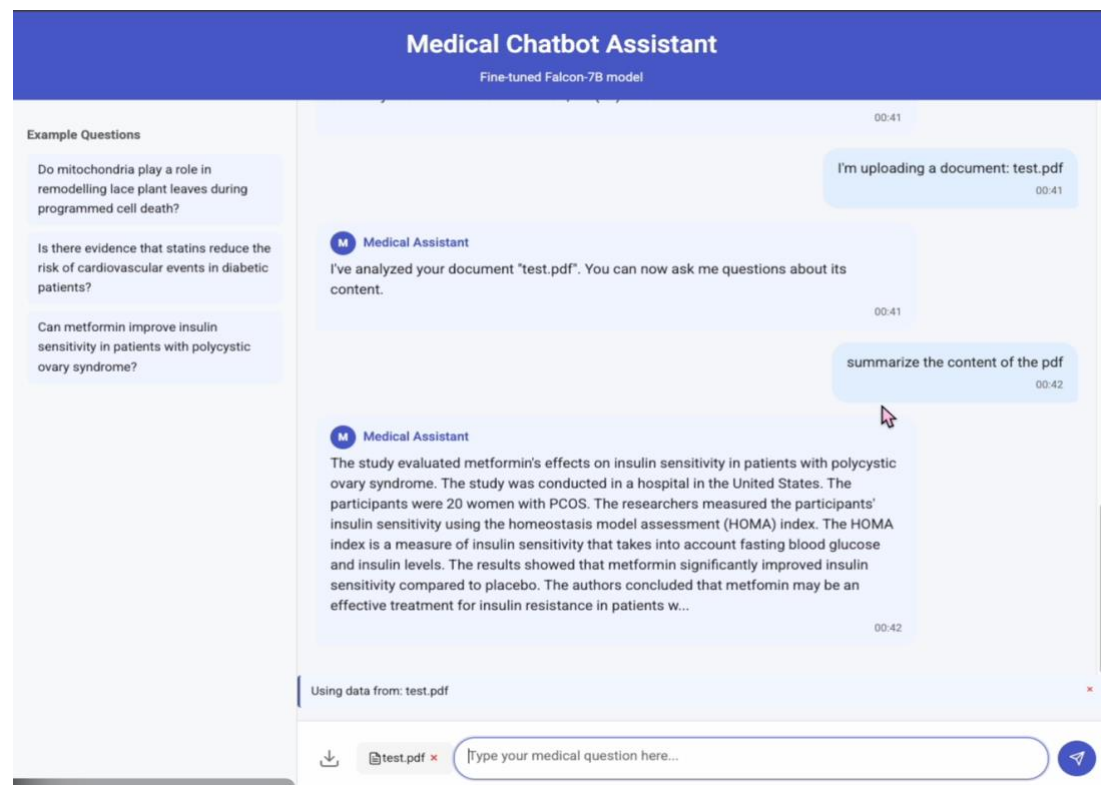 Medical Chatbot Assistant
Fine-tuned Falcon-7B model
Example Questions
Do mitochondria play a role in
remodelling lace plant leaves during
programmed cell death?
Is there evidence that statins reduce the
risk of cardiovascular events in diabetic
patients?
Can metformin improve insulin
sensitivity in patients with polycystic
ovary syndrome?
00:41
I'm uploading a document: test.pdf
00:41
M Medical Assistant
I've analyzed your document "test.pdf". You can now ask me questions about its
content.
00:41
summarize the content of the pdf
00:42
M Medical Assistant
The study evaluated metformin's effects on insulin sensitivity in patients with polycystic
ovary syndrome. The study was conducted in a hospital in the United States. The
participants were 20 women with PCOS. The researchers measured the participants'
insulin sensitivity using the homeostasis model assessment (HOMA) index. The HOMA
index is a measure of insulin sensitivity that takes into account fasting blood glucose
and insulin levels. The results showed that metformin significantly improved insulin
sensitivity compared to placebo. The authors concluded that metfomin may be an
effective treatment for insulin resistance in patients w...
00:42
Using data from: test.pdf ×
test.pdf × Type your medical question here...